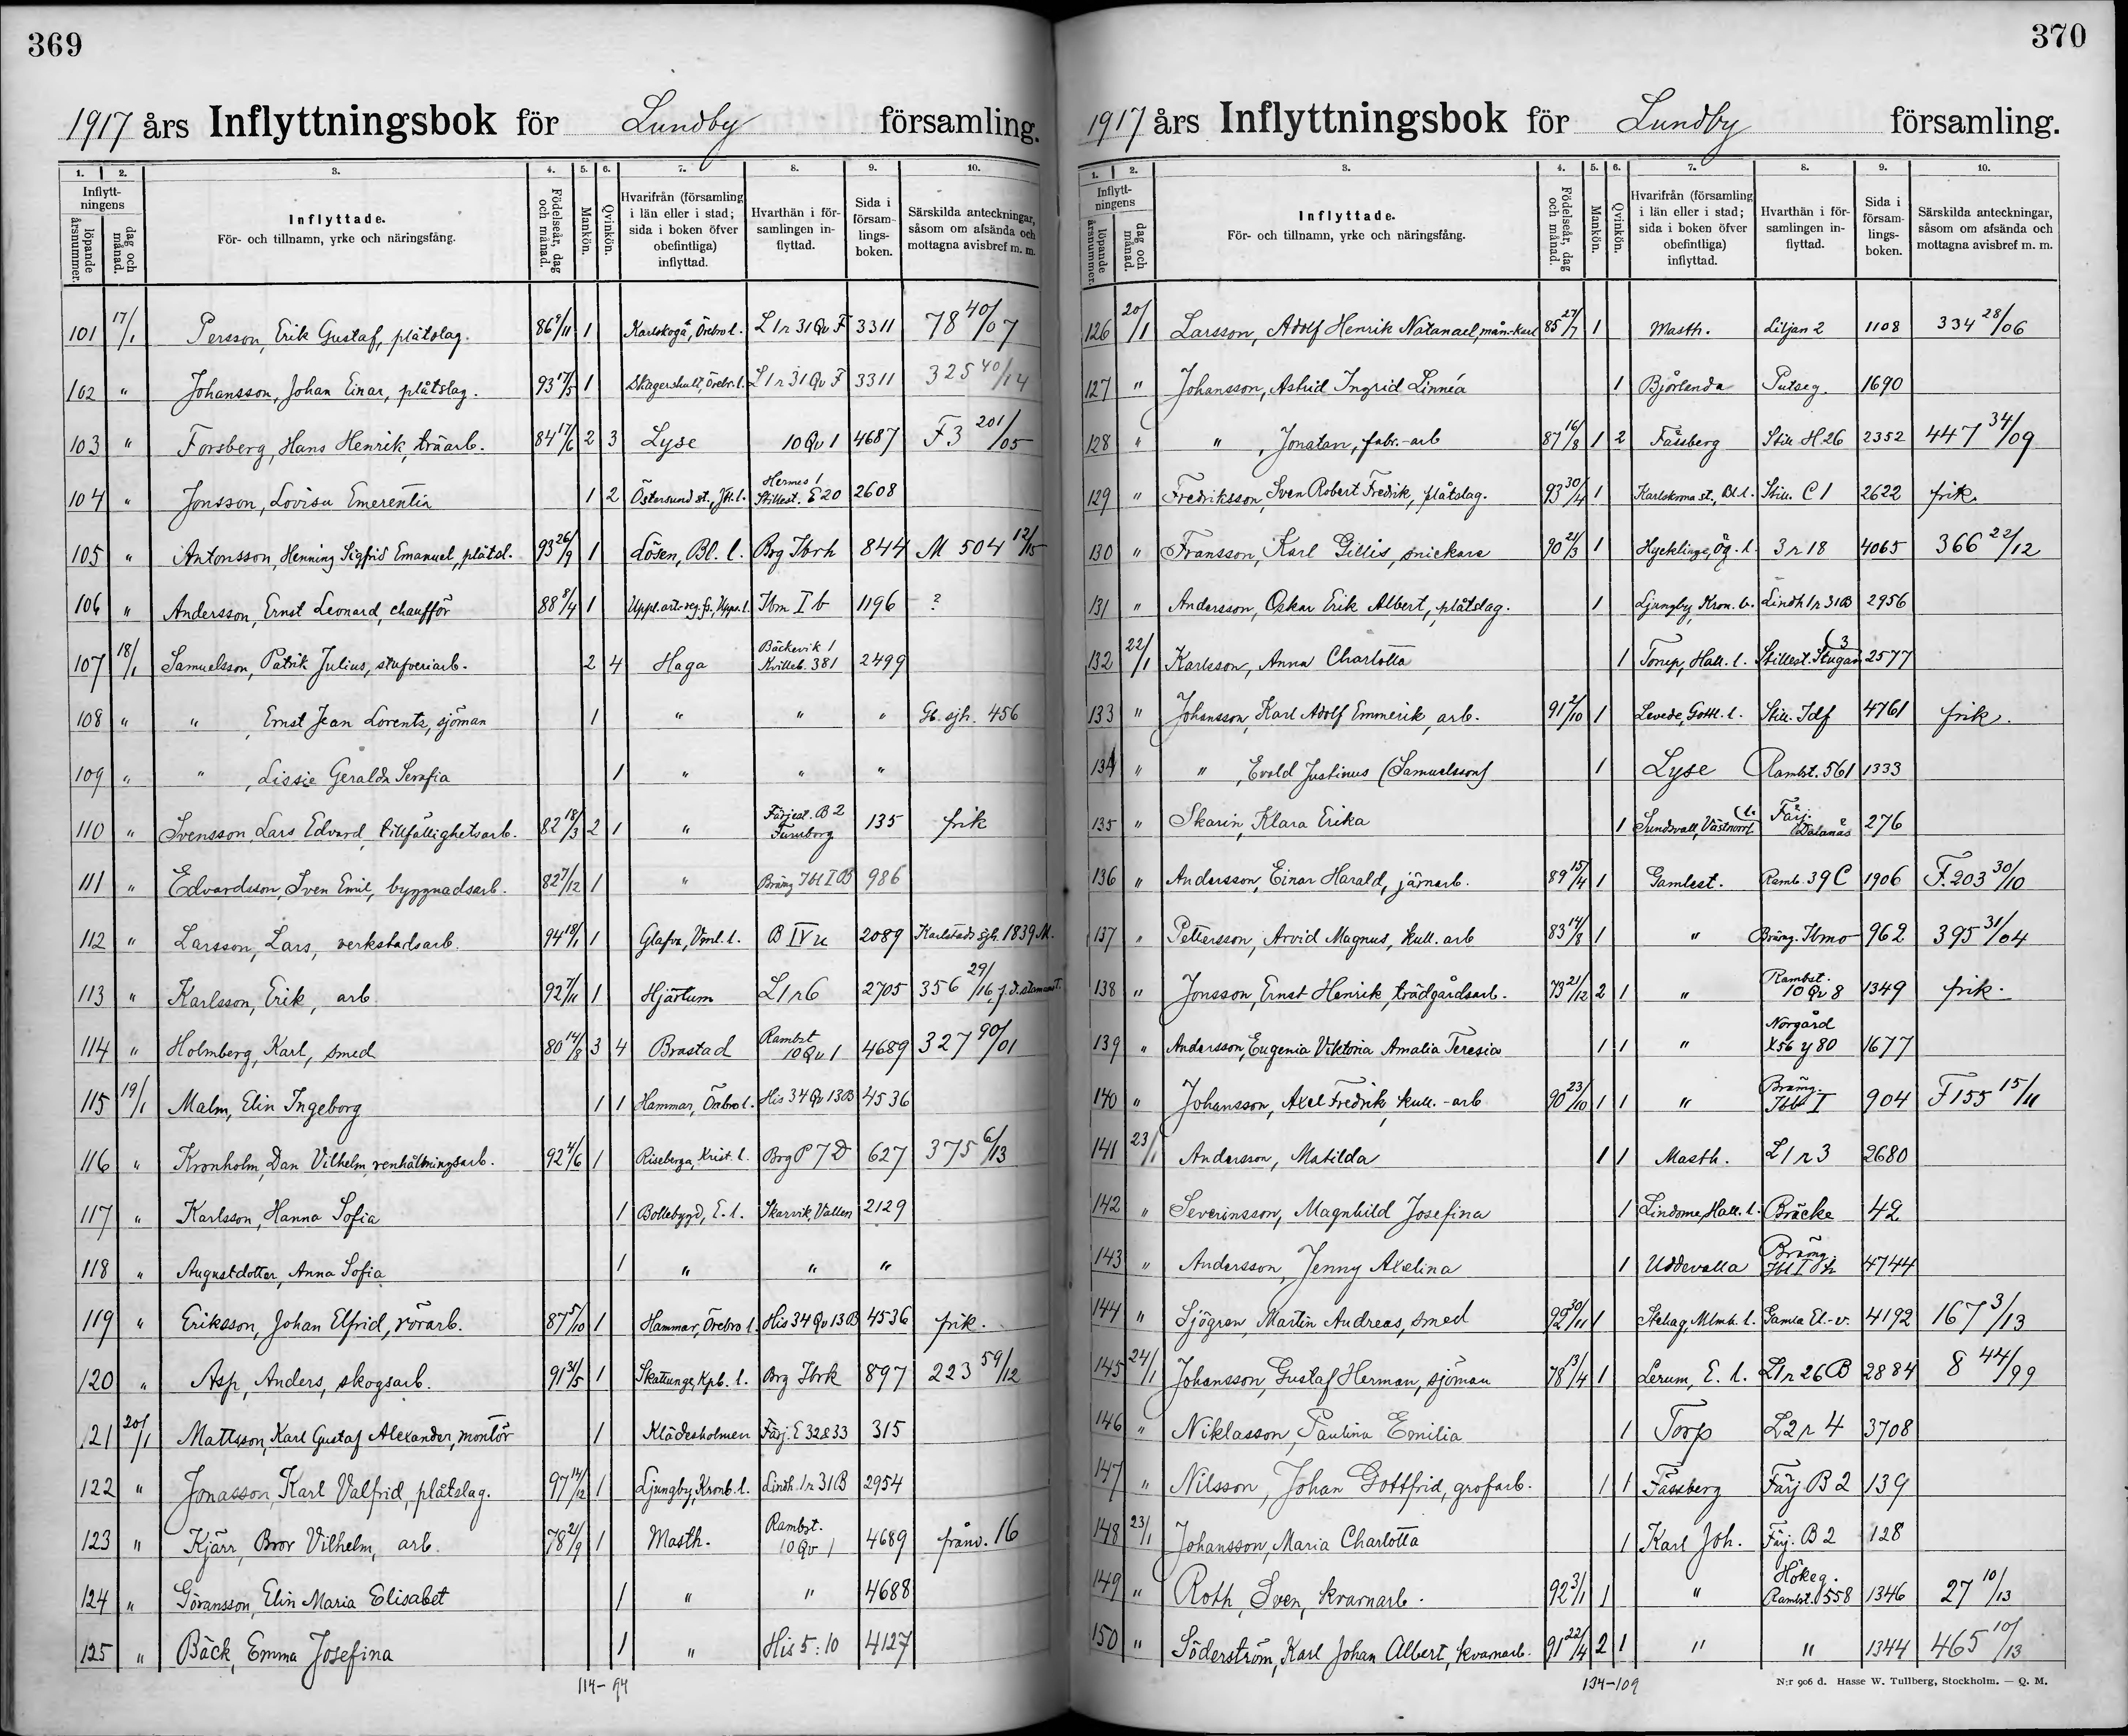 369
1917 års Inflyttningsbok för Lundby församling.
1. 2. 3. 4. 5. 6. 7. 8. 9. 10.
Inflyttningens löpande årsnummer. dag och månad. Inflyttade. För- och tillnamn, yrke och näringsfång. Födelseår, dag och månad. Mankön. Qvinkön. Hvarifrån (församling i län eller i stad; sida i boken öfver obefintliga) inflyttad. Hvarthän i församlingen inflyttad. Sida i församlingsboken. Särskilda anteckningar, såsom om afsända och mottagna avisbref m. m.
101 17/1 Persson, Erik Gustaf, plåtslag. 86 9/11 1 Karlskoga, Örebro l. L 1 r 31 Qv F 3311 78 40/07
102 " Johansson, Johan Einar, plåtslag. 93 17/5 1 Skagershult, Örebr. l. L 1 r 31 Qv F 3311 325 40/14
103 " Forsberg, Hans Henrik, träarb. 84 17/6 2 3 Lyse 10 Qv 1 4687 F 3 201/05
104 " Jonsson, Lovisa Emerentia 1 2 Östersund st., Jtl. l. Hermes 1 Stillest. E 20 2608
105 " Antonsson, Henning Sigfrid Emanuel, plåtsl. 93 26/9 1 Lösen, Bl. l. Brg Ibrh 844 M 504 12/15
106 " Andersson, Ernst Leonard, chaufför 88 8/4 1 Uppl. art.-reg. fs., Upps. l. Ibm I b 1196 ?
107 18/1 Samuelsson, Patrik Julius, stufveriarb. 2 4 Haga Bäckevik 1 Kvilleb. 381 2499
108 " " , Ernst Jean Lorentz, sjöman 1 " " " Gb. sjh. 456
109 " " , Lissie Geralda Serafia 1 " " "
110 " Svensson, Lars Edvard, tillfällighetsarb. 82 18/3 2 1 " Färjest. B 2 Furuborg 135 frik
111 " Edvardsson, Sven Emil, byggnadsarb. 82 7/12 1 " Bräng Ibl I B 986
112 " Larsson, Lars, verkstadsarb. 94 18/1 1 Glafva, Vml. l. B IV u 2089 Karlstads sjh. 1839 M.
113 " Karlsson, Erik, arb. 92 7/11 1 Hjärtum L 1 r 6 2705 356 29/16, f. d. stamanst.
114 " Holmberg, Karl, smed 80 14/8 3 4 Brastad Rambst 10 Qv 1 4689 327 90/01
115 19/1 Malm, Elin Ingeborg 1 1 Hammar, Örebro l. His 34 Qv 13 B 4536
116 " Kronholm, Dan Vilhelm, renhållningsarb. 92 4/6 1 Riseberga, Krist. l. Brg P 7 D 627 375 6/13
117 " Karlsson, Hanna Sofia 1 Bollebygd, E. l. Skarvik, Vallen 2129
118 " Augustdotter, Anna Sofia 1 " " "
119 " Eriksson, Johan Elfrid, rörarb. 87 5/10 1 Hammar, Örebro l. His 34 Qv 13 B 4536 frik.
120 " Asp, Anders, skogsarb. 91 31/5 1 Skattunge, Kpb. l. Brg Ibrk 897 223 59/12
121 20/1 Mattsson, Karl Gustaf Alexander, montör 1 Klädesholmen Färj. E 32 & 33 315
122 " Jonasson, Karl Valfrid, plåtslag. 97 14/12 1 Ljungby, Kronb. l. Lindh. 1 r 31 B 2954
123 " Kjärr, Bror Vilhelm, arb. 78 21/9 1 Masth. Rambst. 10 Qv 1 4689 frånv. 16
124 " Göransson, Elin Maria Elisabet 1 " " 4688
125 " Bäck, Emma Josefina 1 " His 5:10 4127
114 - 94
370
1917 års Inflyttningsbok för Lundby församling.
1. 2. 3. 4. 5. 6. 7. 8. 9. 10.
Inflyttningens löpande årsnummer. dag och månad. Inflyttade. För- och tillnamn, yrke och näringsfång. Födelseår, dag och månad. Mankön. Qvinkön. Hvarifrån (församling i län eller i stad; sida i boken öfver obefintliga) inflyttad. Hvarthän i församlingen inflyttad. Sida i församlingsboken. Särskilda anteckningar, såsom om afsända och mottagna avisbref m. m.
126 20/1 Larsson, Adolf Henrik Natanael, mån.-karl 85 27/7 1 Masth. Liljan 2 1108 334 28/06
127 " Johansson, Astrid Ingrid Linnéa 1 Björlanda Putseg. 1690
128 " " , Jonatan, fabr.-arb 87 16/8 1 2 Fässberg Still. H 26 2352 447 34/09
129 " Fredriksson, Sven Robert Fredrik, plåtslag. 93 30/4 1 Karlskrona st., Bl. l. Still. C 1 2622 frik.
130 " Fransson, Karl Gillis, snickare 90 21/3 1 Hycklinge, Ög. l. 3 r 18 4065 366 22/12
131 " Andersson, Oskar Erik Albert, plåtslag. 1 Ljungby, Kron. l. Lindh 1 r 31 B 2956
132 22/1 Karlsson, Anna Charlotta 1 Torup, Hall. l. Stillest. Stugan 3 2577
133 " Johansson, Karl Adolf Emmerik, arb. 91 2/10 1 Levede, Gottl. l. Still. Idf 4761 frik.
134 " " , Evald Justinus (Samuelsson) 1 Lyse Rambst. 561 1333
135 " Skarin, Klara Erika 1 Sundsvall, Västnorrl. l. Färj. Dalanäs 276
136 " Andersson, Einar Harald, järnarb. 89 15/4 1 Gamlest. Ramb. 39 C 1906 F. 203 30/10
137 " Pettersson, Arvid Magnus, kull. arb 83 14/8 1 " Bräng. Ibmo 962 395 31/04
138 " Jonsson, Ernst Henrik, trädgårdsarb. 73 21/12 2 1 " Rambst. 10 Qv 8 1349 frik.
139 " Andersson, Eugenia Viktoria Amalia Teresia 1 1 " Norgård X 56 y 80 1677
140 " Johansson, Axel Fredrik, kull.-arb 90 23/10 1 1 " Bräng. Ibl I 904 F 155 15/11
141 23/1 Andersson, Matilda 1 1 Masth. L 1 r 3 2680
142 " Severinsson, Magnhild Josefina 1 Lindome, Hall. l. Bräcke 42
143 " Andersson, Jenny Axelina 1 Uddevalla Bräng. 4744
144 " Sjögren, Martin Andreas, smed 92 30/11 1 Stehag, Mlmh. l. Gamla El.-v. 4192 167 3/13
145 24/1 Johansson, Gustaf Herman, sjöman 78 13/4 1 Lerum, E. l. L 1 r 26 B 2884 8 44/99
146 " Niklasson, Paulina Emilia 1 Torp L 2 r 4 3708
147 " Nilsson, Johan Gottfrid, grofarb. 1 1 Fässberg Färj B 2 139
148 23/1 Johansson, Maria Charlotta 1 Karl Joh. Färj. B 2 128
149 " Roth, Sven, kvarnarb. 92 3/1 1 " Hökeg. Rambst. 558 1346 27 10/13
150 " Söderström, Karl Johan Albert, kvarnarb. 91 22/4 2 1 " " 1344 465 10/13
134 - 109
N:r 906 d. Hasse W. Tullberg, Stockholm. — Q. M.